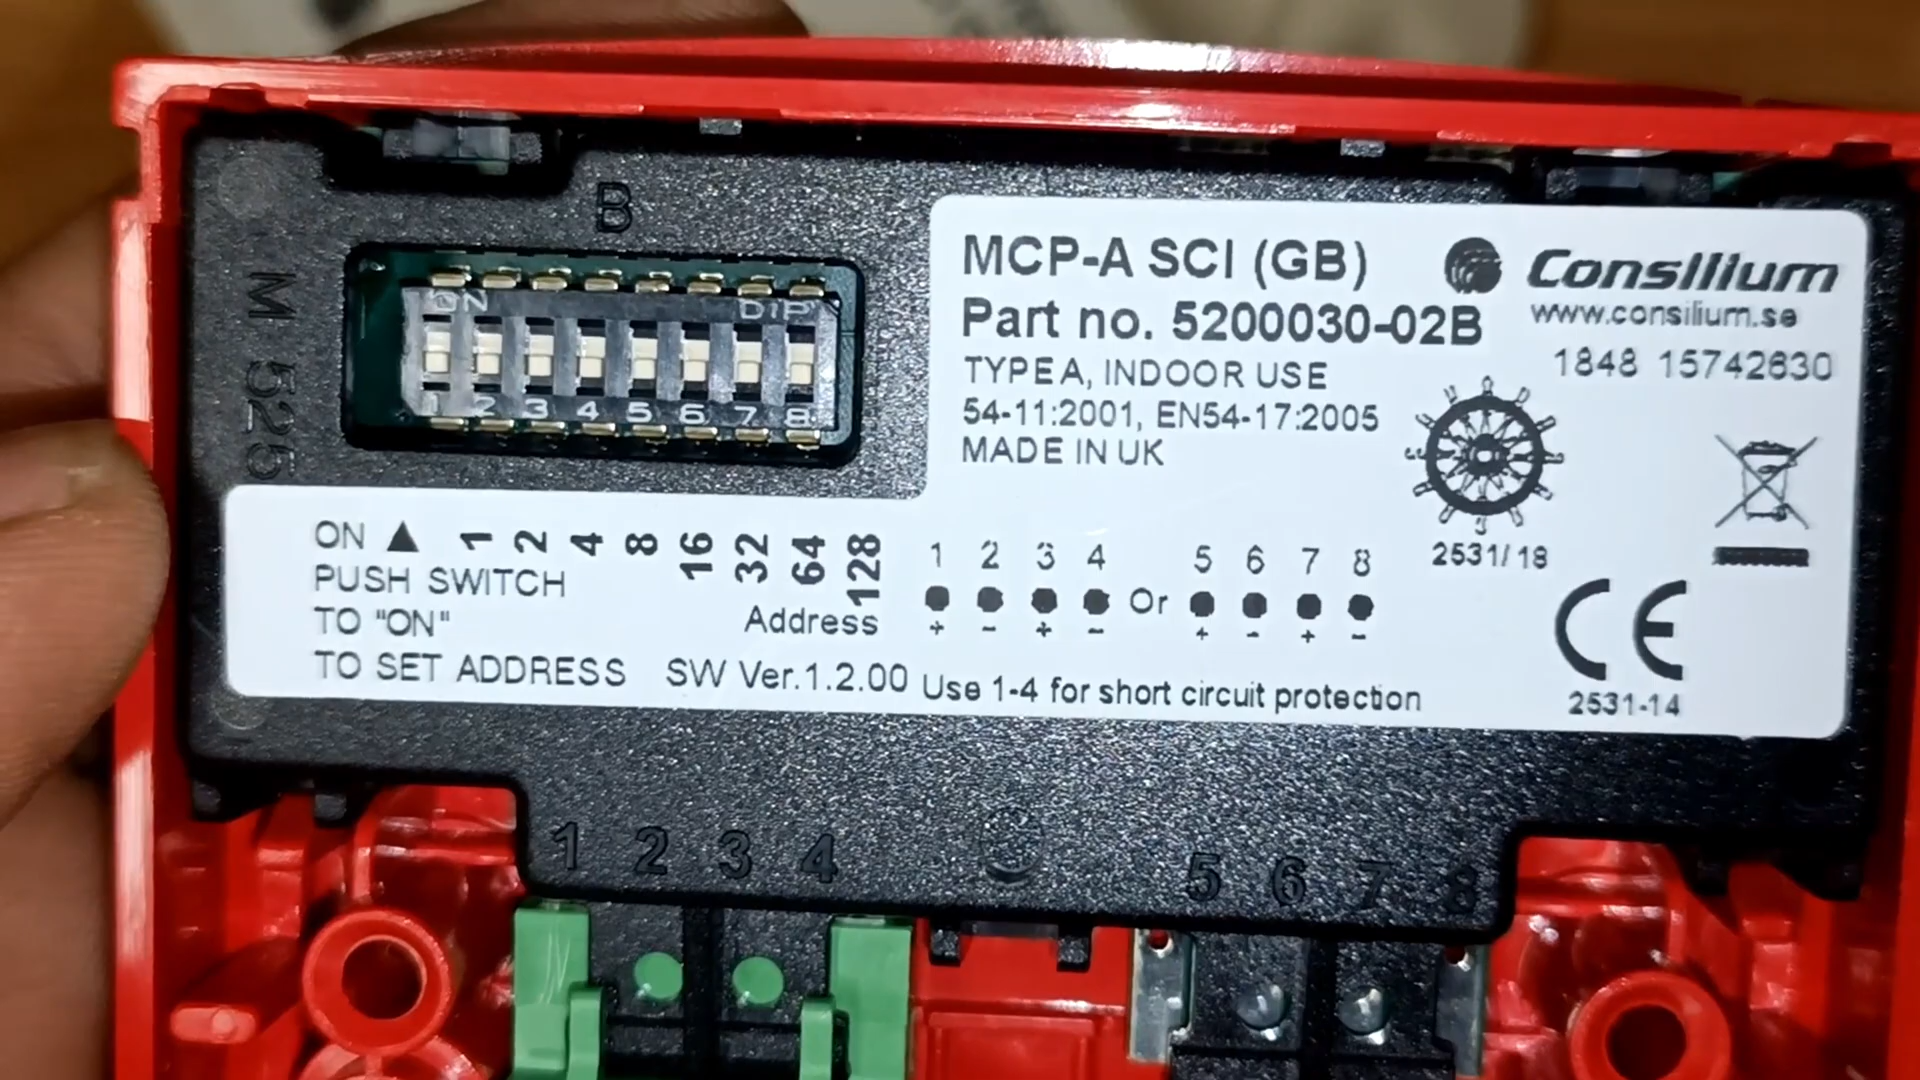 B
M 525
ON DIP
1 2 3 4 5 6 7 8
MCP-A SCI (GB)
Part no. 5200030-02B
TYPE A, INDOOR USE
54-11:2001, EN54-17:2005
MADE IN UK
Consilium
www.consilium.se
1848 15742630
2531/18
CE
2531-14
ON ▲ 1 2 4 8 16 32 64 128
PUSH SWITCH
TO "ON"
TO SET ADDRESS
Address
SW Ver.1.2.00
1 2 3 4 Or 5 6 7 8
+ - + - + - + -
Use 1-4 for short circuit protection
1 2 3 4 5 6 7 8